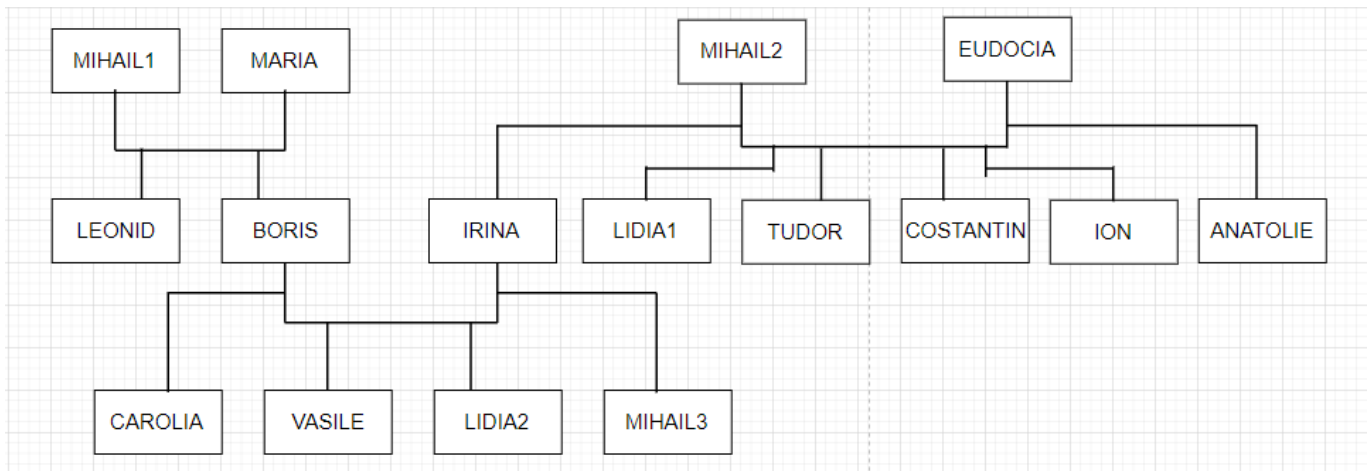 MIHAIL1
MARIA
MIHAIL2
EUDOCIA
LEONID
BORIS
IRINA
LIDIA1
TUDOR
COSTANTIN
ION
ANATOLIE
CAROLIA
VASILE
LIDIA2
MIHAIL3